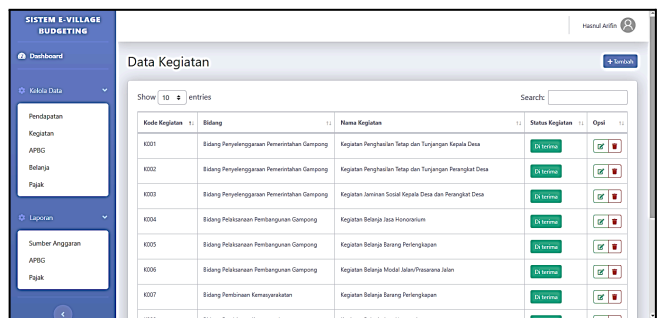 SISTEM E-VILLAGE
BUDGETING
Hasnul Arifin
Dashboard
Data Kegiatan
+ Tambah
Kelola Data
Pendapatan
Kegiatan
APBG
Belanja
Pajak
Laporan
Sumber Anggaran
APBG
Pajak
Show 10 entries
Search:
Kode Kegiatan Bidang Nama Kegiatan Status Kegiatan Opsi
K001 Bidang Penyelenggaraan Pemerintahan Gampong Kegiatan Penghasilan Tetap dan Tunjangan Kepala Desa Di terima
K002 Bidang Penyelenggaraan Pemerintahan Gampong Kegiatan Penghasilan Tetap dan Tunjangan Perangkat Desa Di terima
K003 Bidang Penyelenggaraan Pemerintahan Gampong Kegiatan Jaminan Sosial Kepala Desa dan Perangkat Desa Di terima
K004 Bidang Pelaksanaan Pembangunan Gampong Kegiatan Belanja Jasa Honorarium Di terima
K005 Bidang Pelaksanaan Pembangunan Gampong Kegiatan Belanja Barang Perlengkapan Di terima
K006 Bidang Pelaksanaan Pembangunan Gampong Kegiatan Belanja Modal Jalan/Prasarana Jalan Di terima
K007 Bidang Pembinaan Kemasyarakatan Kegiatan Belanja Barang Perlengkapan Di terima